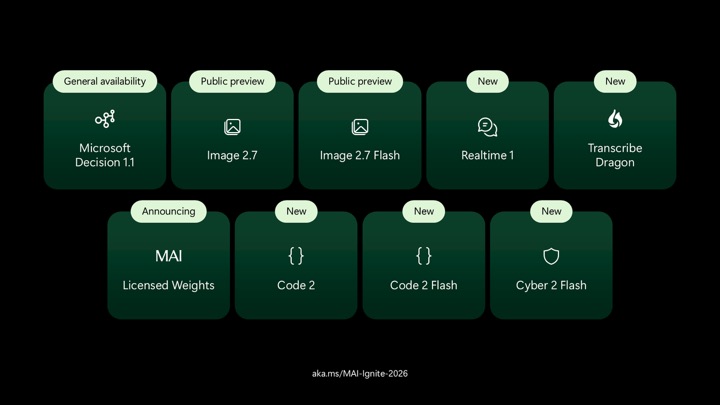 General availability
Microsoft
Decision 1.1
Public preview
Image 2.7
Public preview
Image 2.7 Flash
New
Realtime 1
New
Transcribe
Dragon
Announcing
MAI
Licensed Weights
New
{ }
Code 2
New
{ }
Code 2 Flash
New
Cyber 2 Flash
aka.ms/MAI-Ignite-2026